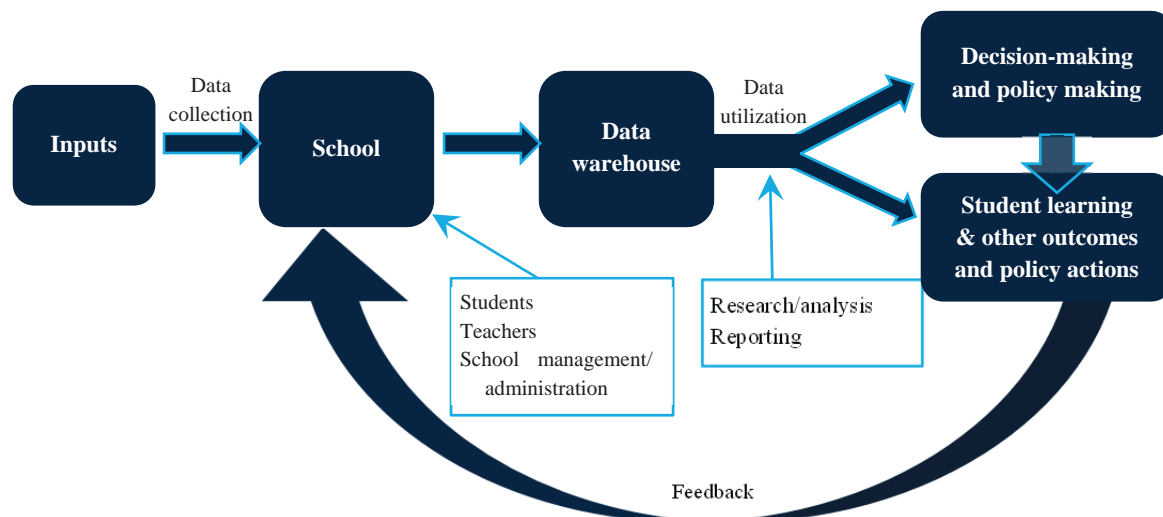 Inputs
Data
collection
School
Data
warehouse
Data
utilization
Decision-making
and policy making
Student learning
& other outcomes
and policy actions
Students
Teachers
School management/
administration
Research/analysis
Reporting
Feedback